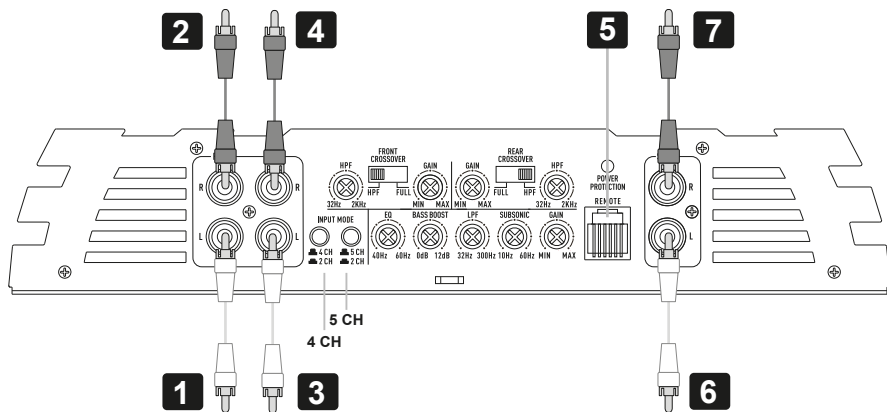 2 4 5 7
FRONT CROSSOVER
REAR CROSSOVER
HPF
GAIN
GAIN
HPF
POWER
PROTECTION
REMOTE
32Hz 2KHz
HPF FULL
MIN MAX
MIN MAX
FULL HPF
32Hz 2KHz
R R R
L L L
INPUT MODE
EQ BASS BOOST LPF SUBSONIC GAIN
4 CH 5 CH
2 CH 2 CH
40Hz 60Hz 0dB 12dB 32Hz 300Hz 10Hz 60Hz MIN MAX
5 CH
4 CH
1 3 6